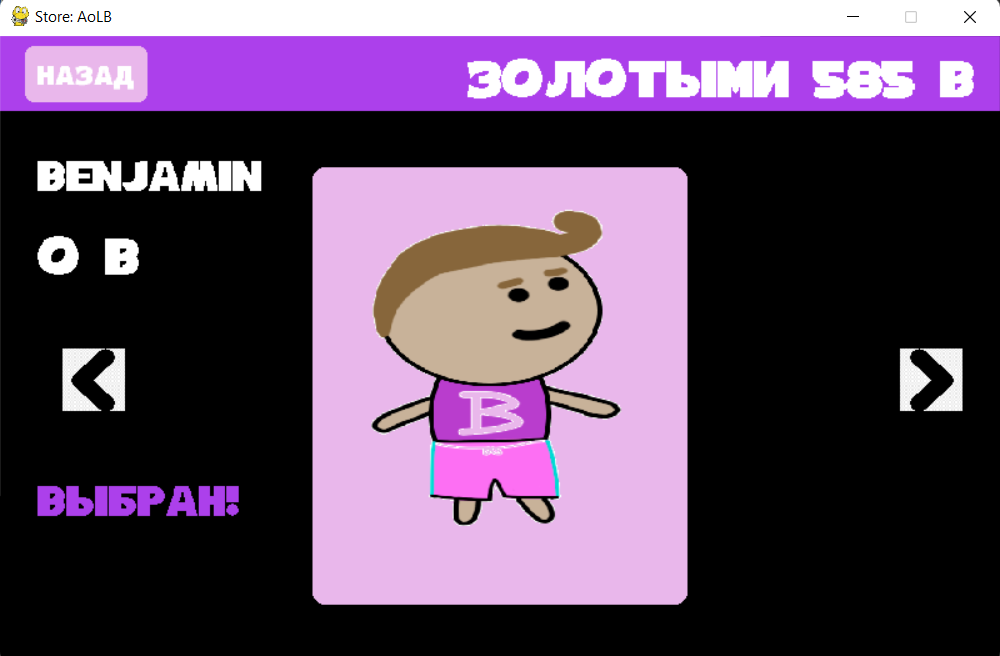 Store: AoLB
НАЗАД
ЗОЛОТЫМИ 585 B
BENJAMIN
0 B
B
ВЫБРАН!